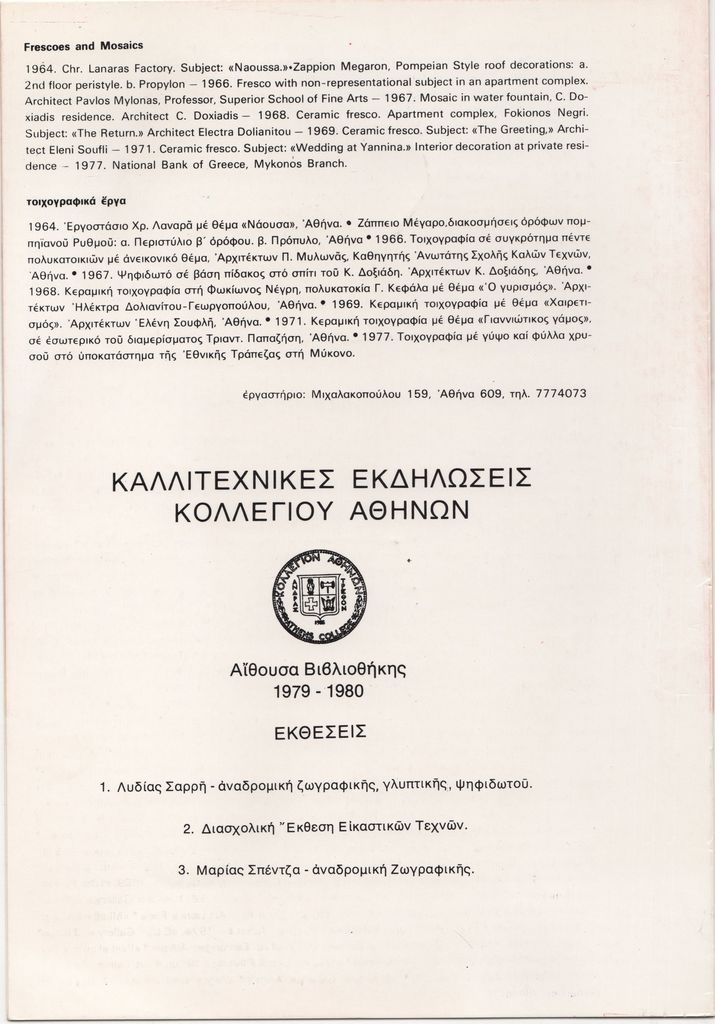 Frescoes and Mosaics
1964. Chr. Lanaras Factory. Subject: «Naoussa.»•Zappion Megaron, Pompeian Style roof decorations: a.
2nd floor peristyle. b. Propylon – 1966. Fresco with non-representational subject in an apartment complex.
Architect Pavlos Mylonas, Professor, Superior School of Fine Arts – 1967. Mosaic in water fountain, C. Do-
xiadis residence. Architect C. Doxiadis – 1968. Ceramic fresco. Apartment complex, Fokionos Negri.
Subject: «The Return.» Architect Electra Dolianitou – 1969. Ceramic fresco. Subject: «The Greeting,» Archi-
tect Eleni Soufli – 1971. Ceramic fresco. Subject: «Wedding at Yannina.» Interior decoration at private resi-
dence – 1977. National Bank of Greece, Mykonos Branch.
τοιχογραφικά ἔργα
1964. Ἐργοστάσιο Χρ. Λαναρᾶ μέ θέμα «Νάουσα», Ἀθήνα. • Ζάππειο Μέγαρο,διακοσμήσεις ὀρόφων πομ-
πηϊανοῦ Ρυθμοῦ: α. Περιστύλιο β΄ ὀρόφου. β. Πρόπυλο, Ἀθήνα • 1966. Τοιχογραφία σέ συγκρότημα πέντε
πολυκατοικιῶν μέ ἀνεικονικό θέμα, Ἀρχιτέκτων Π. Μυλωνᾶς, Καθηγητής Ἀνωτάτης Σχολῆς Καλῶν Τεχνῶν,
Ἀθήνα. • 1967. Ψηφιδωτό σέ βάση πίδακος στό σπίτι τοῦ Κ. Δοξιάδη. Ἀρχιτέκτων Κ. Δοξιάδης, Ἀθήνα. •
1968. Κεραμική τοιχογραφία στή Φωκίωνος Νέγρη, πολυκατοικία Γ. Κεφάλα μέ θέμα «Ὁ γυρισμός». Ἀρχι-
τέκτων Ἠλέκτρα Δολιανίτου-Γεωργοπούλου, Ἀθήνα. • 1969. Κεραμική τοιχογραφία μέ θέμα «Χαιρετι-
σμός». Ἀρχιτέκτων Ἑλένη Σουφλῆ, Ἀθήνα. • 1971. Κεραμική τοιχογραφία μέ θέμα «Γιαννιώτικος γάμος»,
σέ ἐσωτερικό τοῦ διαμερίσματος Τριαντ. Παπαζήση, Ἀθήνα. • 1977. Τοιχογραφία μέ γύψο καί φύλλα χρυ-
σοῦ στό ὑποκατάστημα τῆς Ἐθνικῆς Τράπεζας στή Μύκονο.
ἐργαστήριο: Μιχαλακοπούλου 159, Ἀθήνα 609, τηλ. 7774073
ΚΑΛΛΙΤΕΧΝΙΚΕΣ ΕΚΔΗΛΩΣΕΙΣ
ΚΟΛΛΕΓΙΟΥ ΑΘΗΝΩΝ
ΚΟΛΛΕΓΙΟΝ ΑΘΗΝΩΝ
ΑΝΔΡΑΣ ΤΡΕΦΟΝ
ATHENS COLLEGE
Αἴθουσα Βιβλιοθήκης
1979 - 1980
ΕΚΘΕΣΕΙΣ
1. Λυδίας Σαρρῆ - ἀναδρομική ζωγραφικῆς, γλυπτικῆς, ψηφιδωτοῦ.
2. Διασχολική Ἔκθεση Εἰκαστικῶν Τεχνῶν.
3. Μαρίας Σπέντζα - ἀναδρομική Ζωγραφικῆς.